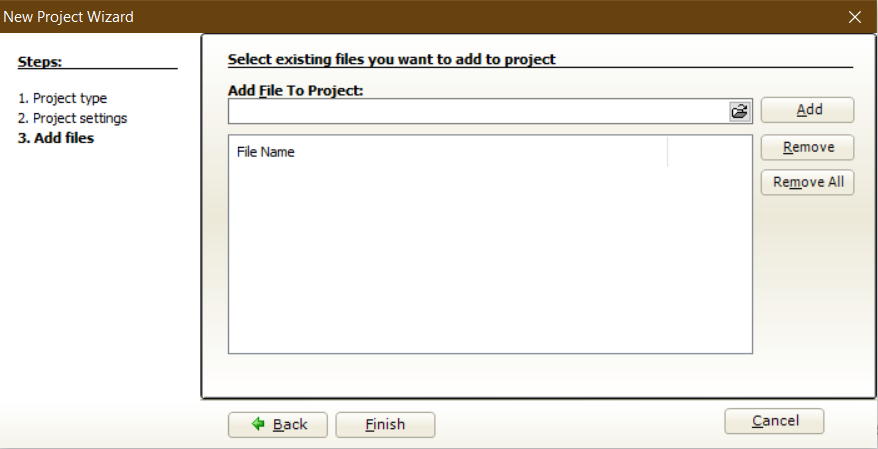 New Project Wizard
Steps:
1. Project type
2. Project settings
3. Add files
Select existing files you want to add to project
Add File To Project:
Add
File Name
Remove
Remove All
Back
Finish
Cancel